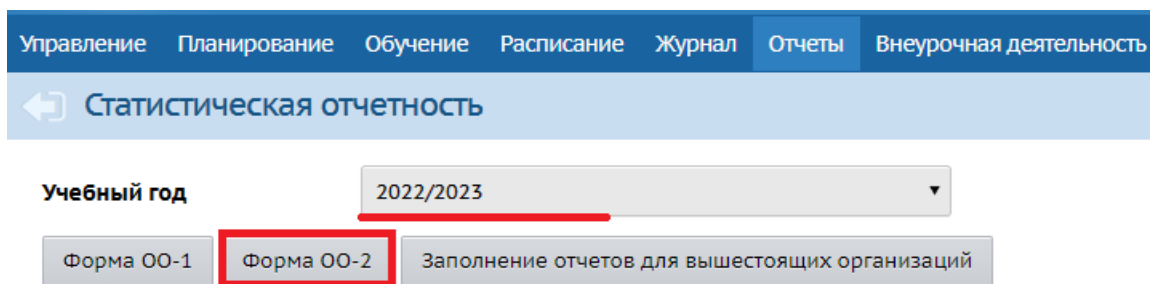 Управление Планирование Обучение Расписание Журнал Отчеты Внеурочная деятельность
Статистическая отчетность
Учебный год 2022/2023
Форма ОО-1 Форма ОО-2 Заполнение отчетов для вышестоящих организаций